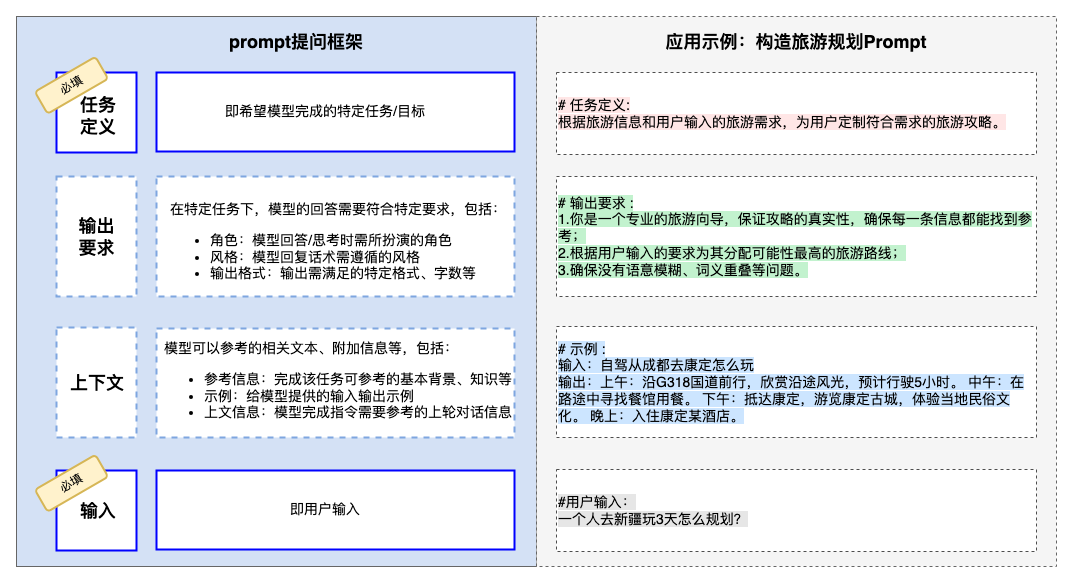 prompt提问框架
必填
任务
定义
即希望模型完成的特定任务/目标
输出
要求
在特定任务下，模型的回答需要符合特定要求，包括：
• 角色：模型回答/思考时需所扮演的角色
• 风格：模型回复话术需遵循的风格
• 输出格式：输出需满足的特定格式、字数等
上下文
模型可以参考的相关文本、附加信息等，包括：
• 参考信息：完成该任务可参考的基本背景、知识等
• 示例：给模型提供的输入输出示例
• 上文信息：模型完成指令需要参考的上轮对话信息
必填
输入
即用户输入
应用示例：构造旅游规划Prompt
# 任务定义:
根据旅游信息和用户输入的旅游需求，为用户定制符合需求的旅游攻略。
# 输出要求 :
1.你是一个专业的旅游向导，保证攻略的真实性，确保每一条信息都能找到参
考；
2.根据用户输入的要求为其分配可能性最高的旅游路线；
3.确保没有语意模糊、词义重叠等问题。
# 示例 :
输入：自驾从成都去康定怎么玩
输出：上午：沿G318国道前行，欣赏沿途风光，预计行驶5小时。 中午：在
路途中寻找餐馆用餐。 下午：抵达康定，游览康定古城，体验当地民俗文
化。 晚上：入住康定某酒店。
#用户输入：
一个人去新疆玩3天怎么规划？